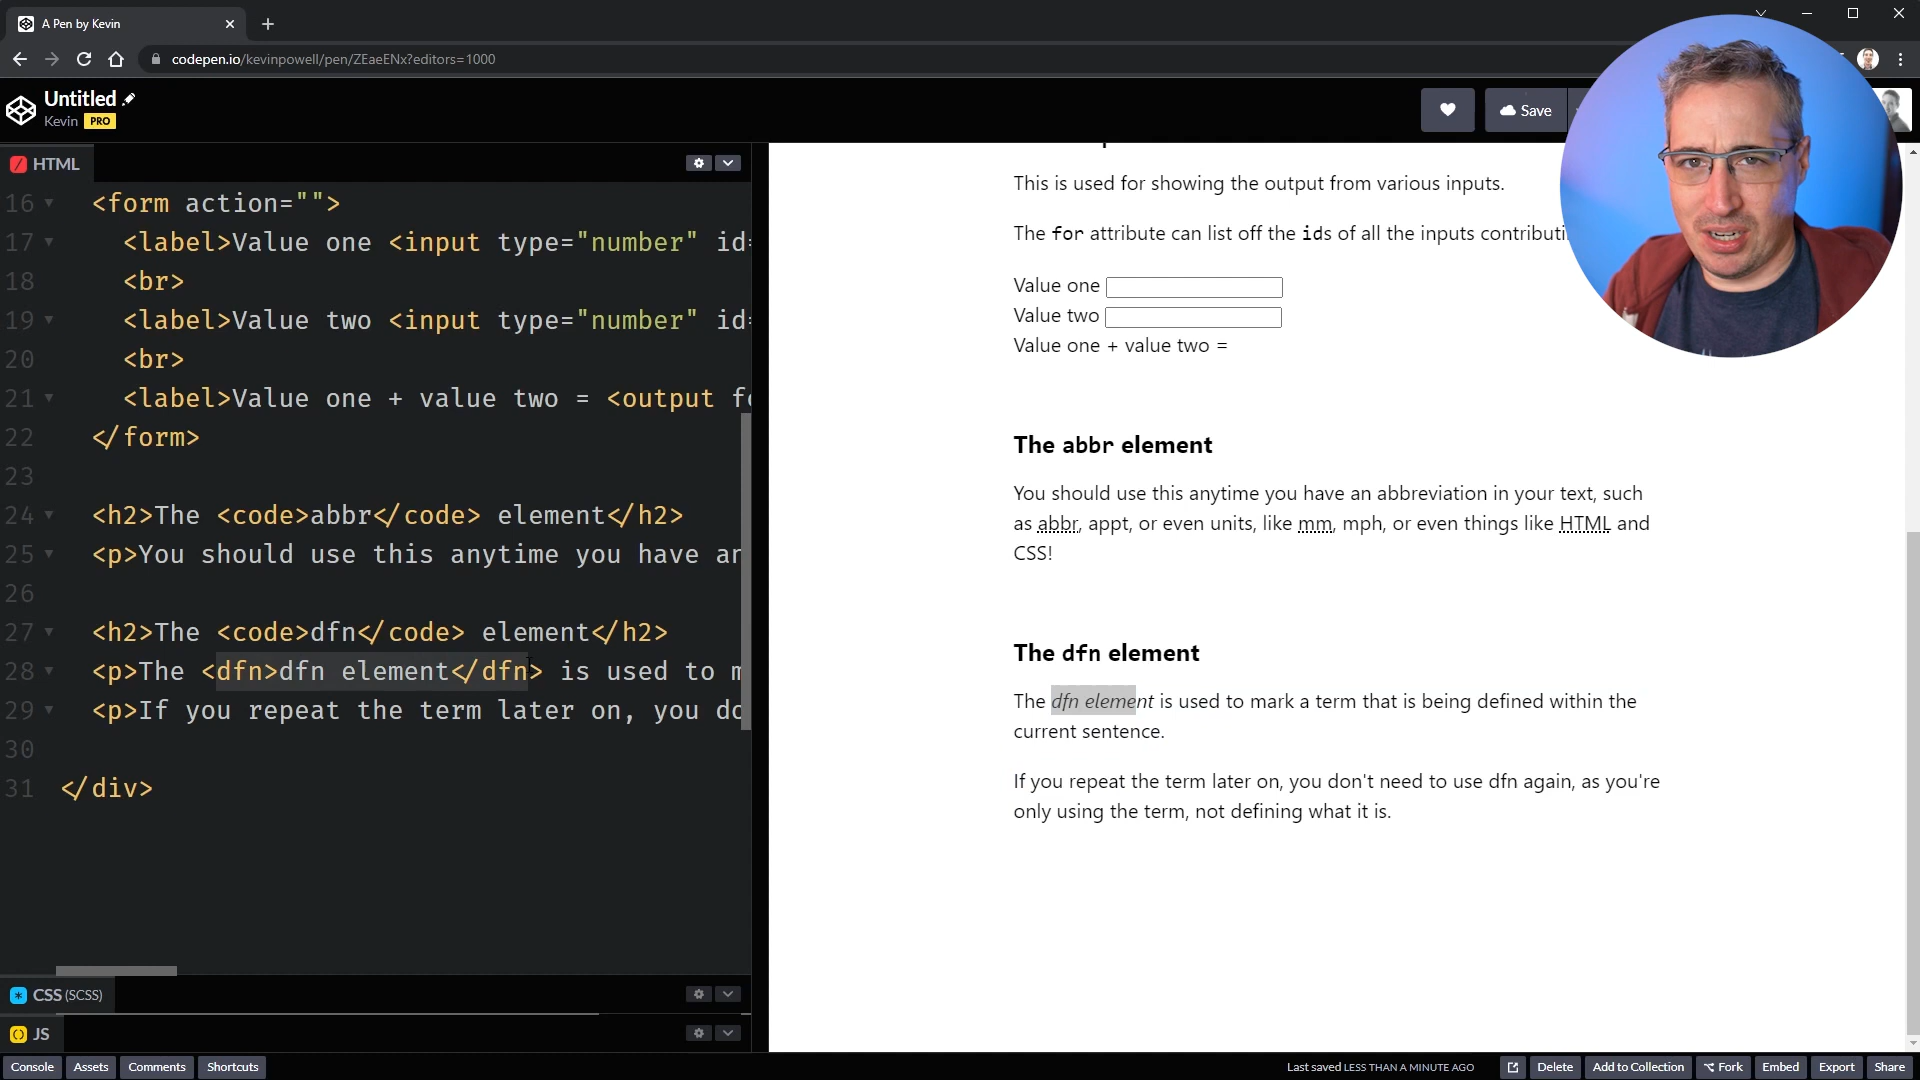 A Pen by Kevin
codepen.io/kevinpowell/pen/ZEaeENx?editors=1000
Untitled
Kevin PRO
Save
HTML
16 <form action="">
17 <label>Value one <input type="number" id=
18 <br>
19 <label>Value two <input type="number" id=
20 <br>
21 <label>Value one + value two = <output fo
22 </form>
23
24 <h2>The <code>abbr</code> element</h2>
25 <p>You should use this anytime you have an
26
27 <h2>The <code>dfn</code> element</h2>
28 <p>The <dfn>dfn element</dfn> is used to m
29 <p>If you repeat the term later on, you do
30
31 </div>
CSS (SCSS)
JS
This is used for showing the output from various inputs.
The for attribute can list off the ids of all the inputs
Value one
Value two
Value one + value two =
The abbr element
You should use this anytime you have an abbreviation in your text, such
as abbr, appt, or even units, like mm, mph, or even things like HTML and
CSS!
The dfn element
The dfn element is used to mark a term that is being defined within the
current sentence.
If you repeat the term later on, you don't need to use dfn again, as you're
only using the term, not defining what it is.
Console Assets Comments Shortcuts
Last saved LESS THAN A MINUTE AGO
Delete Add to Collection Fork Embed Export Share